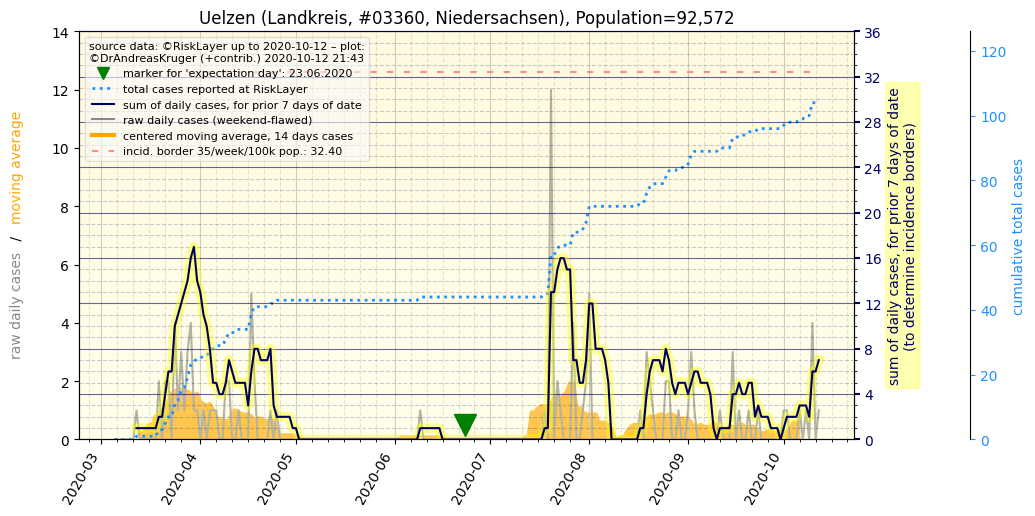 Uelzen (Landkreis, #03360, Niedersachsen), Population=92,572
source data: ©RiskLayer up to 2020-10-12 – plot:
©DrAndreasKruger (+contrib.) 2020-10-12 21:43
marker for 'expectation day': 23.06.2020
total cases reported at RiskLayer
sum of daily cases, for prior 7 days of date
raw daily cases (weekend-flawed)
centered moving average, 14 days cases
incid. border 35/week/100k pop.: 32.40
raw daily cases / moving average
14
12
10
8
6
4
2
0
36
32
28
24
20
16
12
8
4
0
sum of daily cases, for prior 7 days of date
(to determine incidence borders)
120
100
80
60
40
20
0
cumulative total cases
2020-03
2020-04
2020-05
2020-06
2020-07
2020-08
2020-09
2020-10